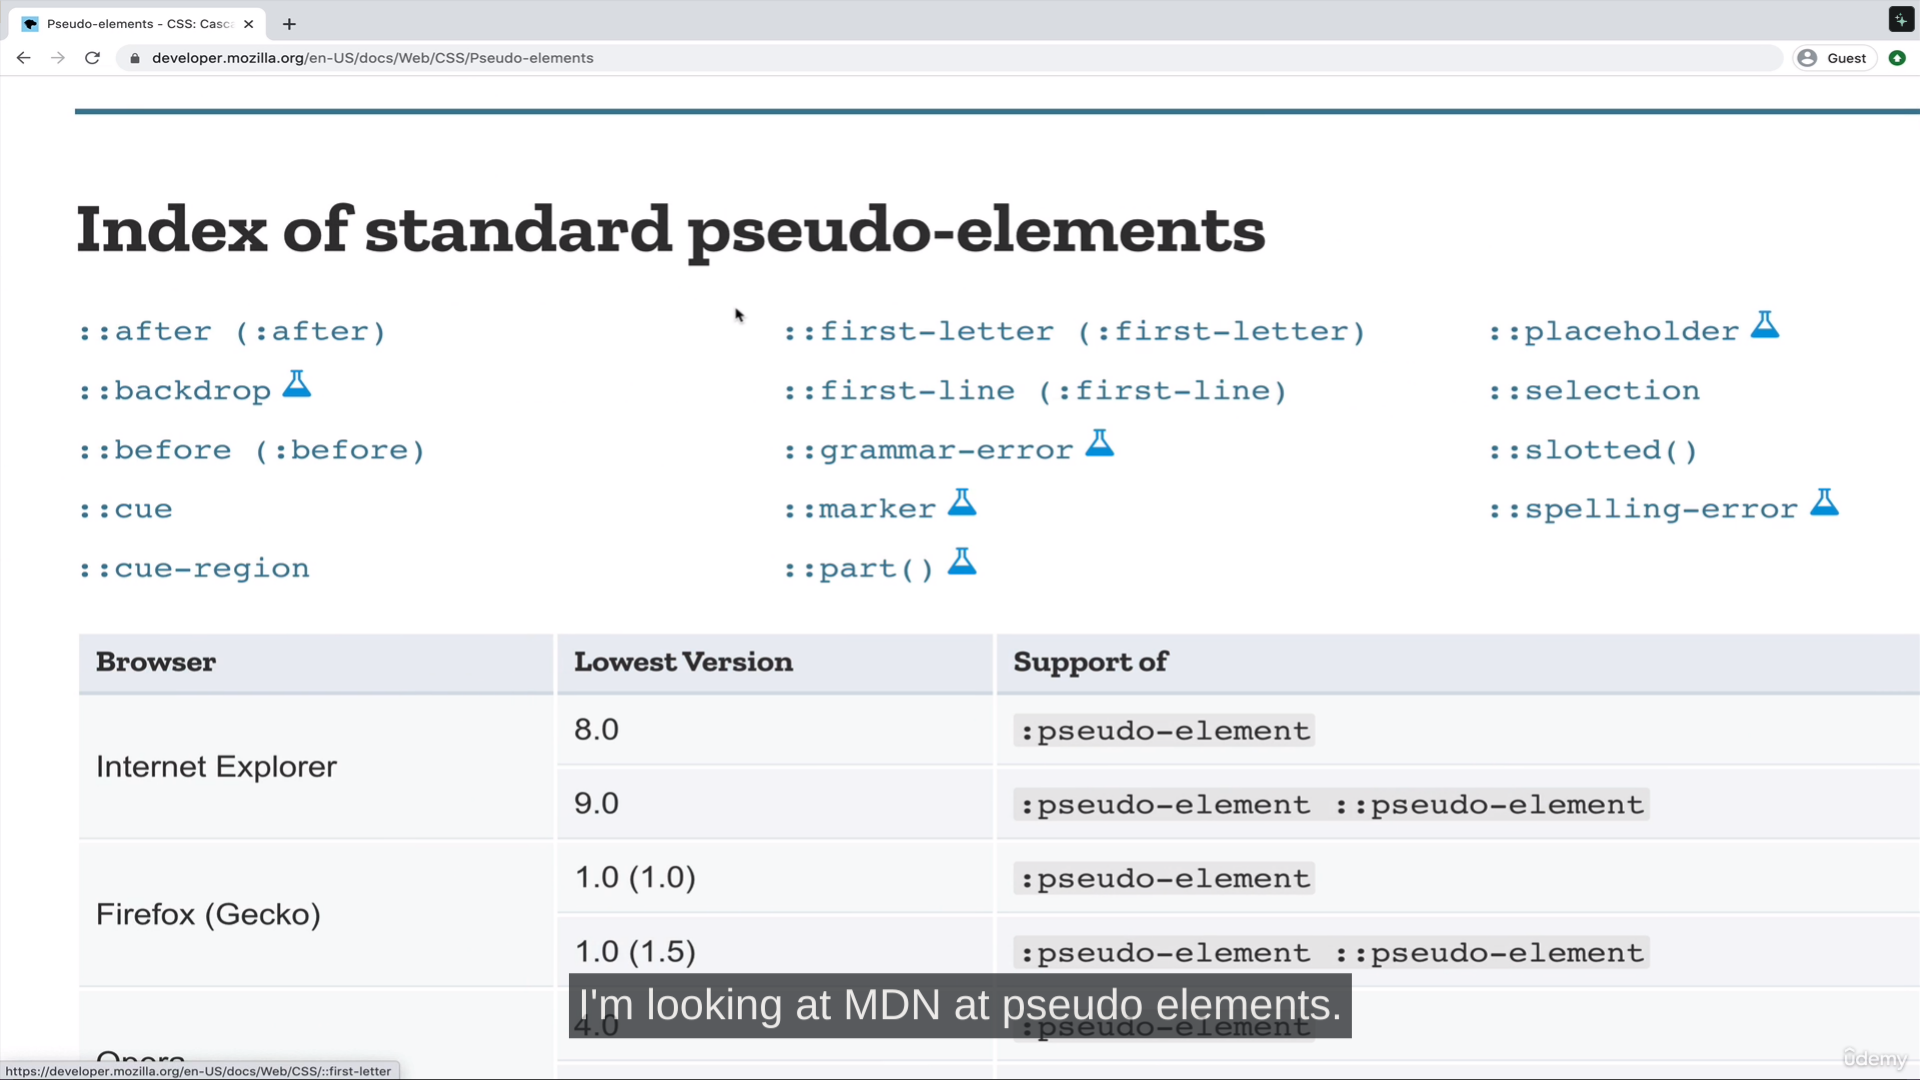 Pseudo-elements - CSS: Casca
developer.mozilla.org/en-US/docs/Web/CSS/Pseudo-elements
Guest
Index of standard pseudo-elements
::after (:after)
::backdrop
::before (:before)
::cue
::cue-region
::first-letter (:first-letter)
::first-line (:first-line)
::grammar-error
::marker
::part()
::placeholder
::selection
::slotted()
::spelling-error
Browser Lowest Version Support of
Internet Explorer
8.0 :pseudo-element
9.0 :pseudo-element ::pseudo-element
Firefox (Gecko)
1.0 (1.0) :pseudo-element
1.0 (1.5) :pseudo-element ::pseudo-element
Opera
4.0 :pseudo-element
I'm looking at MDN at pseudo elements.
https://developer.mozilla.org/en-US/docs/Web/CSS/::first-letter
ûdemy